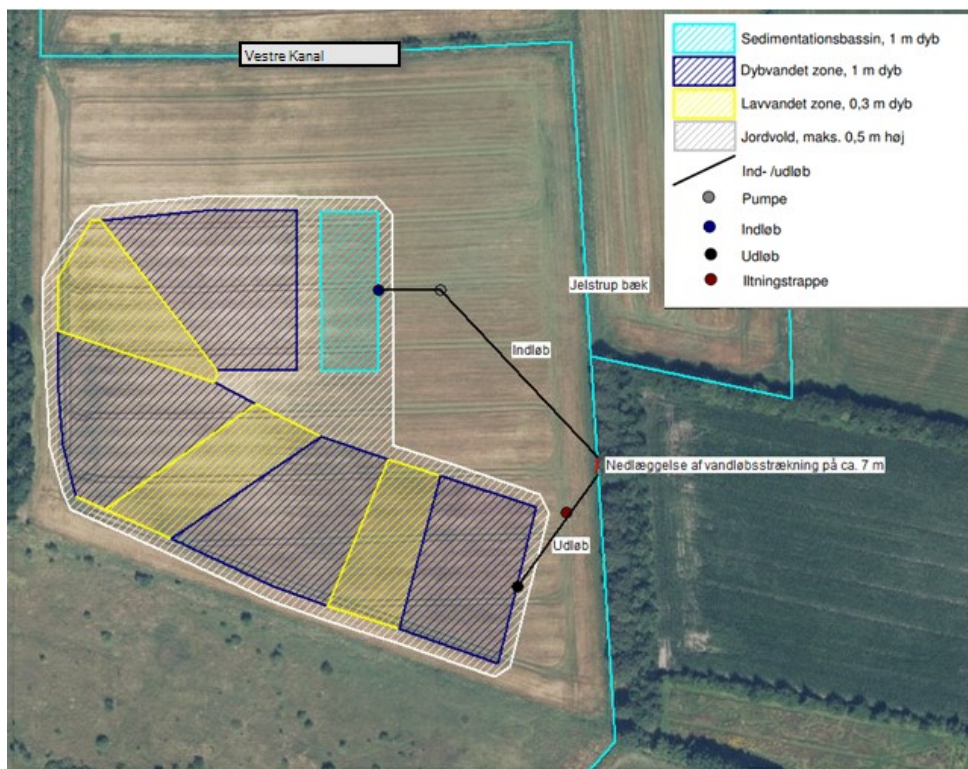 Vestre Kanal
Sedimentationsbassin, 1 m dyb
Dybvandet zone, 1 m dyb
Lavvandet zone, 0,3 m dyb
Jordvold, maks. 0,5 m høj
Ind- /udløb
Pumpe
Indløb
Udløb
Iltningstrappe
Jelstrup bæk
Indløb
Nedlæggelse af vandløbsstrækning på ca. 7 m
Udløb